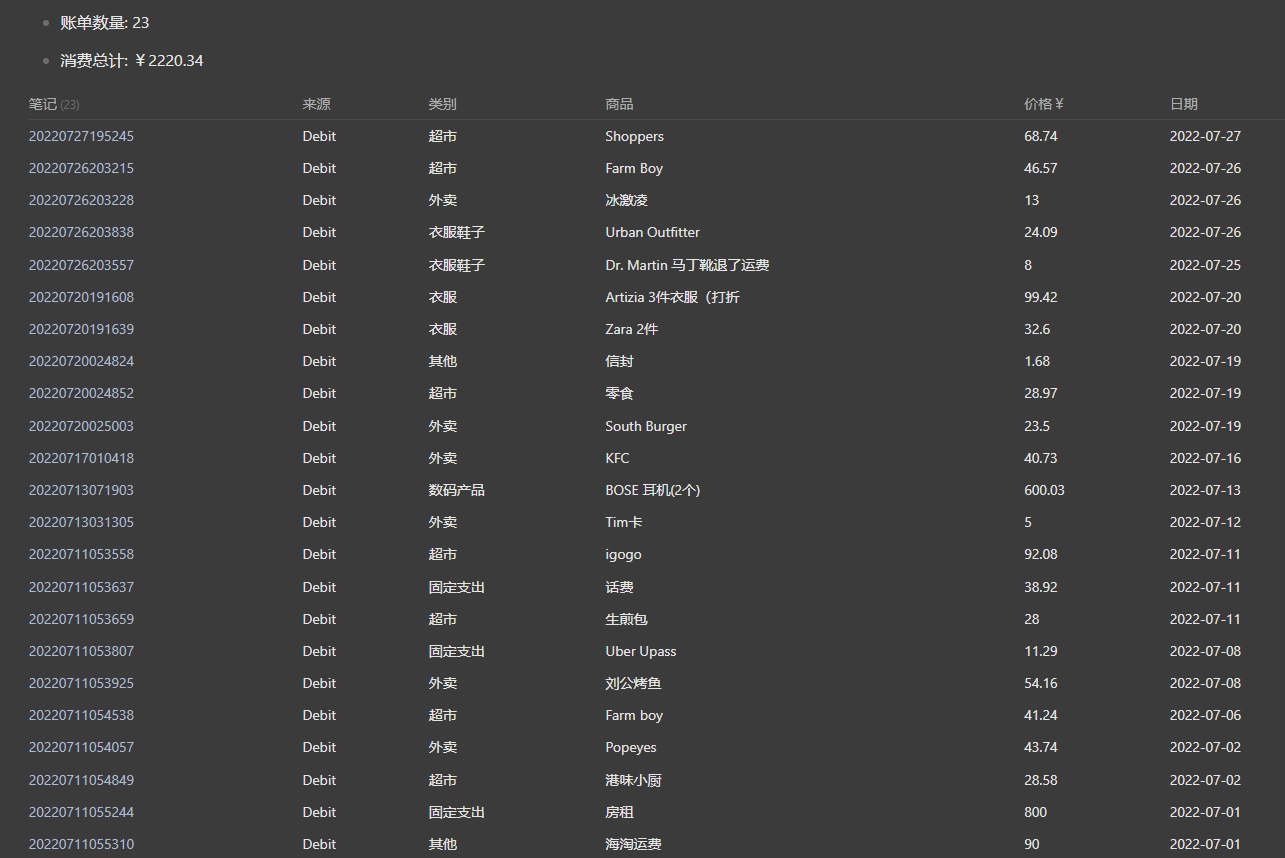 账单数量: 23
消费总计: ¥2220.34
笔记 (23) 来源 类别 商品 价格¥ 日期
20220727195245 Debit 超市 Shoppers 68.74 2022-07-27
20220726203215 Debit 超市 Farm Boy 46.57 2022-07-26
20220726203228 Debit 外卖 冰激凌 13 2022-07-26
20220726203838 Debit 衣服鞋子 Urban Outfitter 24.09 2022-07-26
20220726203557 Debit 衣服鞋子 Dr. Martin 马丁靴退了运费 8 2022-07-25
20220720191608 Debit 衣服 Artizia 3件衣服（打折 99.42 2022-07-20
20220720191639 Debit 衣服 Zara 2件 32.6 2022-07-20
20220720024824 Debit 其他 信封 1.68 2022-07-19
20220720024852 Debit 超市 零食 28.97 2022-07-19
20220720025003 Debit 外卖 South Burger 23.5 2022-07-19
20220717010418 Debit 外卖 KFC 40.73 2022-07-16
20220713071903 Debit 数码产品 BOSE 耳机(2个) 600.03 2022-07-13
20220713031305 Debit 外卖 Tim卡 5 2022-07-12
20220711053558 Debit 超市 igogo 92.08 2022-07-11
20220711053637 Debit 固定支出 话费 38.92 2022-07-11
20220711053659 Debit 超市 生煎包 28 2022-07-11
20220711053807 Debit 固定支出 Uber Upass 11.29 2022-07-08
20220711053925 Debit 外卖 刘公烤鱼 54.16 2022-07-08
20220711054538 Debit 超市 Farm boy 41.24 2022-07-06
20220711054057 Debit 外卖 Popeyes 43.74 2022-07-02
20220711054849 Debit 超市 港味小厨 28.58 2022-07-02
20220711055244 Debit 固定支出 房租 800 2022-07-01
20220711055310 Debit 其他 海淘运费 90 2022-07-01